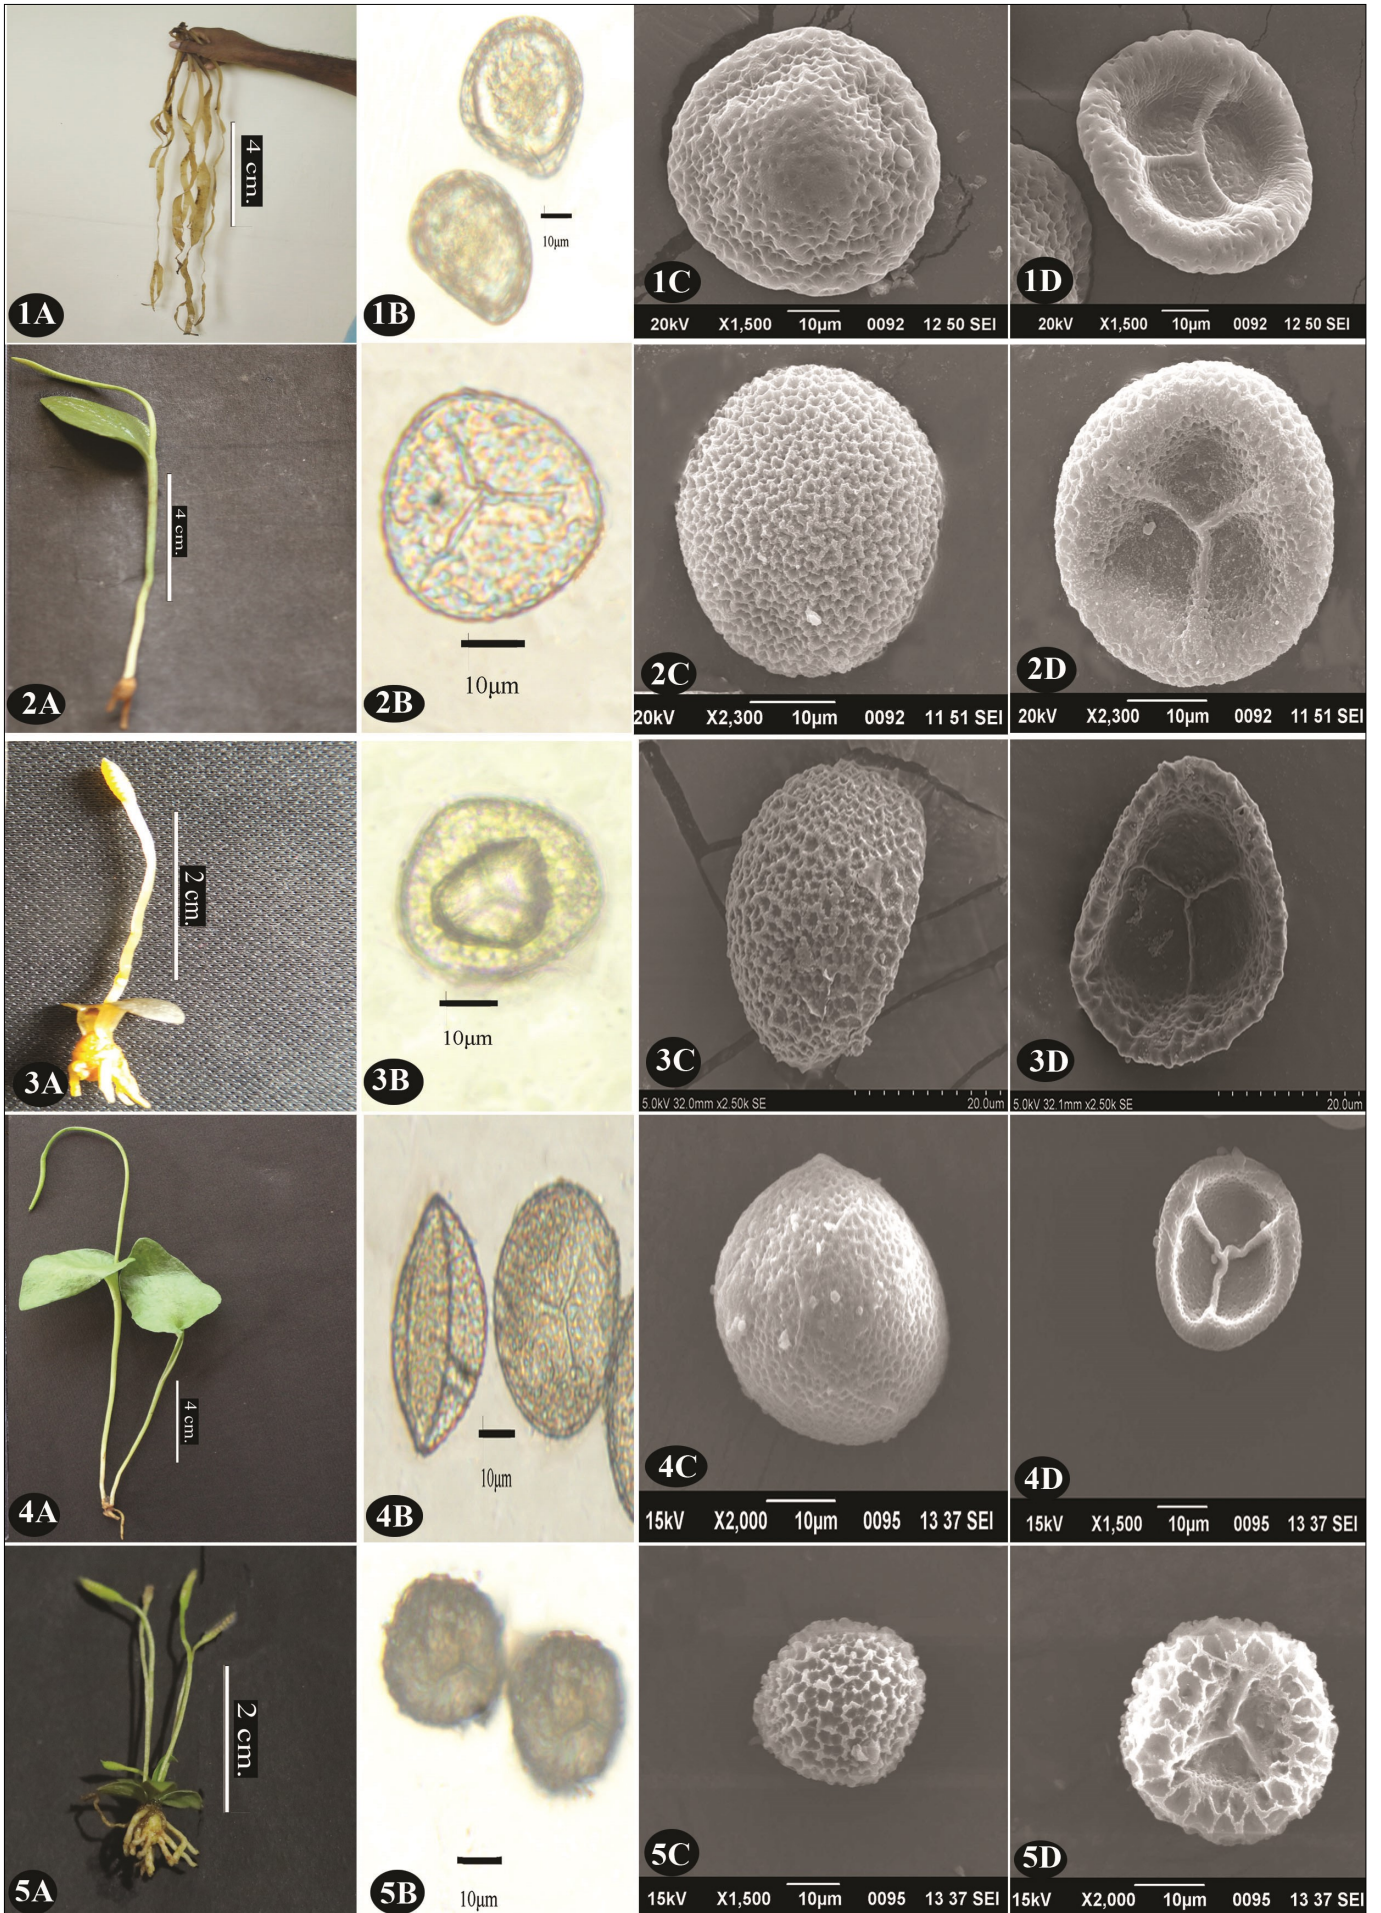 4 cm.
1A
10µm
1B
1C
20kV X1,500 10µm 0092 12 50 SEI
1D
20kV X1,500 10µm 0092 12 50 SEI
4 cm.
2A
10µm
2B
2C
20kV X2,300 10µm 0092 11 51 SEI
2D
20kV X2,300 10µm 0092 11 51 SEI
2 cm.
3A
10µm
3B
3C
5.0kV 32.0mm x2.50k SE 20.0um
3D
5.0kV 32.1mm x2.50k SE 20.0um
4 cm.
4A
10µm
4B
4C
15kV X2,000 10µm 0095 13 37 SEI
4D
15kV X1,500 10µm 0095 13 37 SEI
2 cm.
5A
10µm
5B
5C
15kV X1,500 10µm 0095 13 37 SEI
5D
15kV X2,000 10µm 0095 13 37 SEI